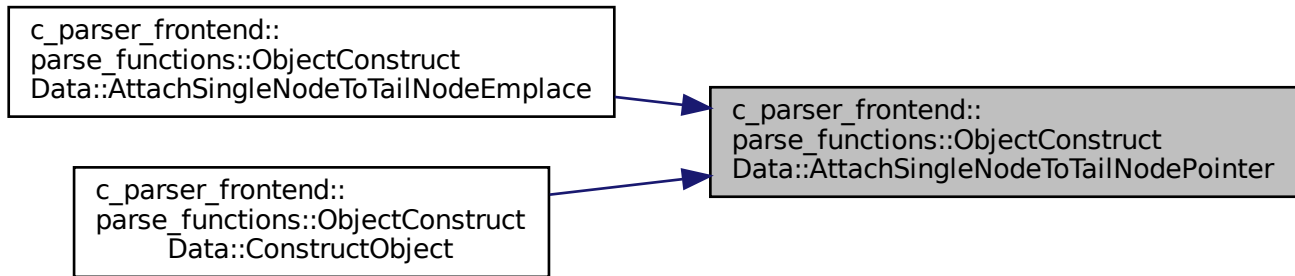 c_parser_frontend::
parse_functions::ObjectConstruct
Data::AttachSingleNodeToTailNodeEmplace
c_parser_frontend::
parse_functions::ObjectConstruct
Data::AttachSingleNodeToTailNodePointer
c_parser_frontend::
parse_functions::ObjectConstruct
Data::ConstructObject